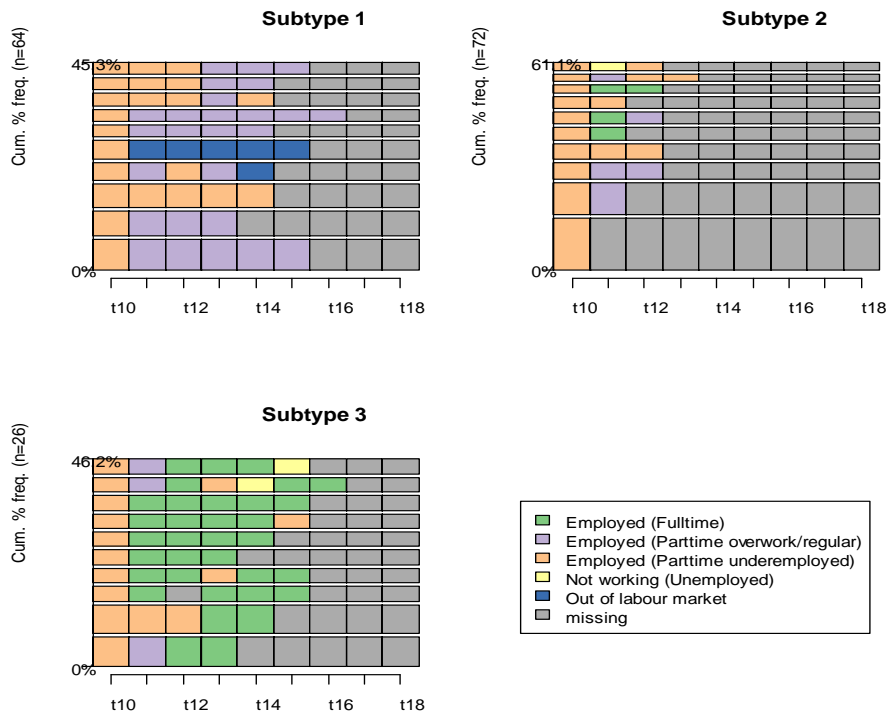 Subtype 1
Cum. % freq. (n=64)
45.3%
0%
t10 t12 t14 t16 t18
Subtype 2
Cum. % freq. (n=72)
61.1%
0%
t10 t12 t14 t16 t18
Subtype 3
Cum. % freq. (n=26)
46.2%
0%
t10 t12 t14 t16 t18
Employed (Fulltime)
Employed (Parttime overwork/regular)
Employed (Parttime underemployed)
Not working (Unemployed)
Out of labour market
missing